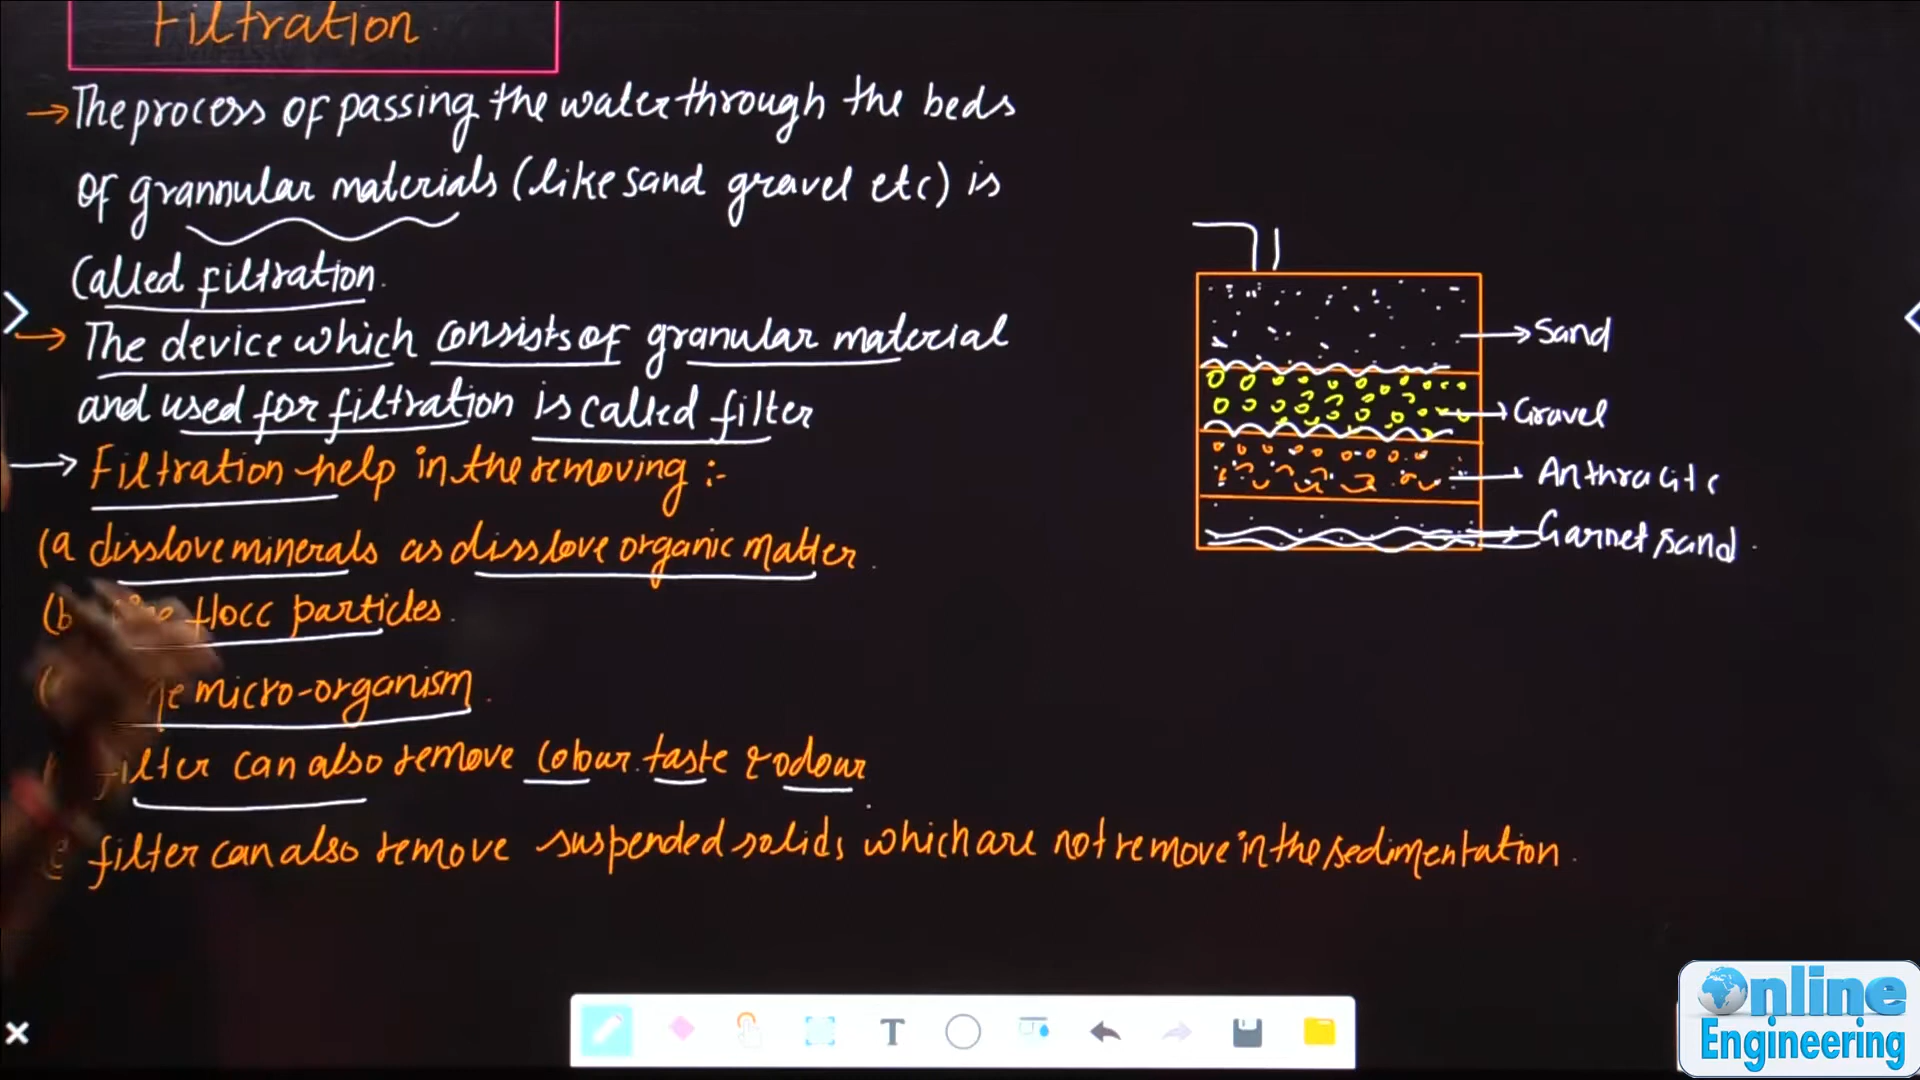 Filtration
→ The process of passing the water through the beds
of grannular materials (like sand gravel etc) is
Called filtration.
→ The device which consists of granular material
and used for filtration is called filter
→ Filtration help in the removing :-
(a disslove minerals as disslove organic matter.
(b flocc particles.
micro-organism.
filter can also remove colour. taste & odour
filter can also remove suspended solids which are not remove in the sedimentation.
→ Sand
→ Gravel
Anthracite
→ Garnet sand.
T
Online
Engineering